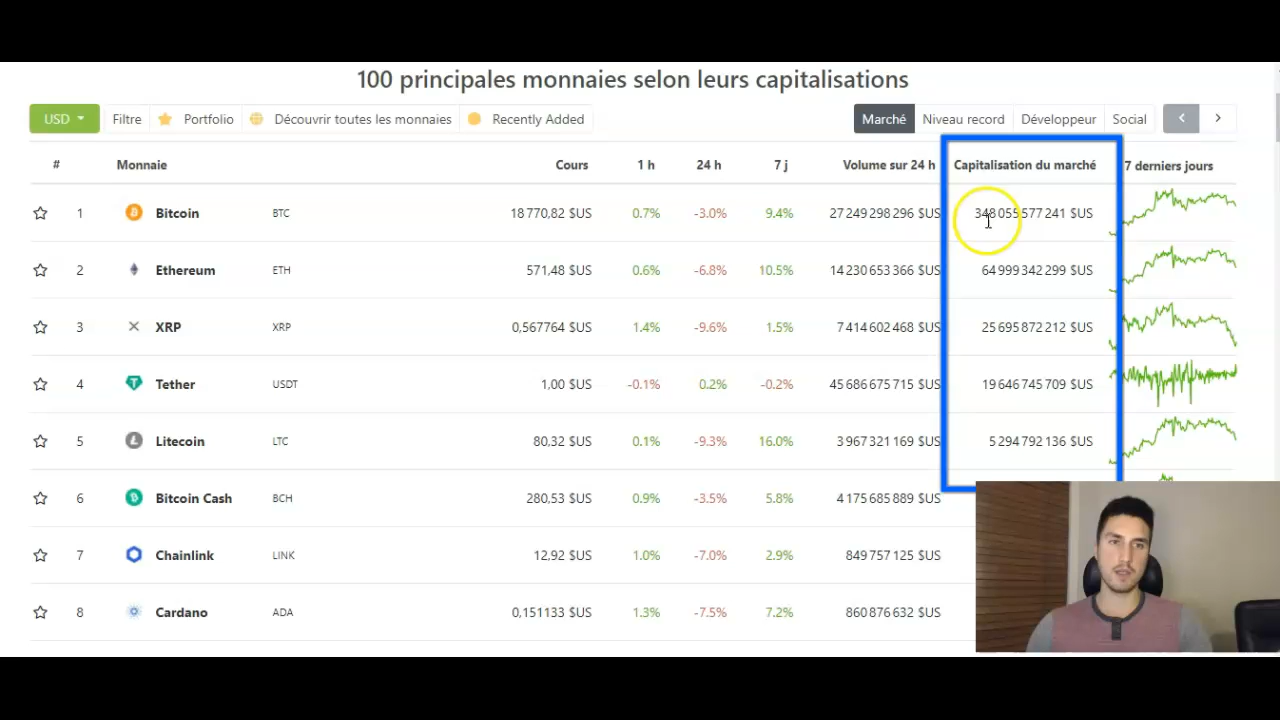 100 principales monnaies selon leurs capitalisations
USD Filtre Portfolio Découvrir toutes les monnaies Recently Added Marché Niveau record Développeur Social
# Monnaie Cours 1 h 24 h 7 j Volume sur 24 h Capitalisation du marché 7 derniers jours
1 Bitcoin BTC 18 770,82 $US 0.7% -3.0% 9.4% 27 249 298 296 $US 348 055 577 241 $US
2 Ethereum ETH 571,48 $US 0.6% -6.8% 10.5% 14 230 653 366 $US 64 999 342 299 $US
3 XRP XRP 0,567764 $US 1.4% -9.6% 1.5% 7 414 602 468 $US 25 695 872 212 $US
4 Tether USDT 1,00 $US -0.1% 0.2% -0.2% 45 686 675 715 $US 19 646 745 709 $US
5 Litecoin LTC 80,32 $US 0.1% -9.3% 16.0% 3 967 321 169 $US 5 294 792 136 $US
6 Bitcoin Cash BCH 280,53 $US 0.9% -3.5% 5.8% 4 175 685 889 $US
7 Chainlink LINK 12,92 $US 1.0% -7.0% 2.9% 849 757 125 $US
8 Cardano ADA 0,151133 $US 1.3% -7.5% 7.2% 860 876 632 $US